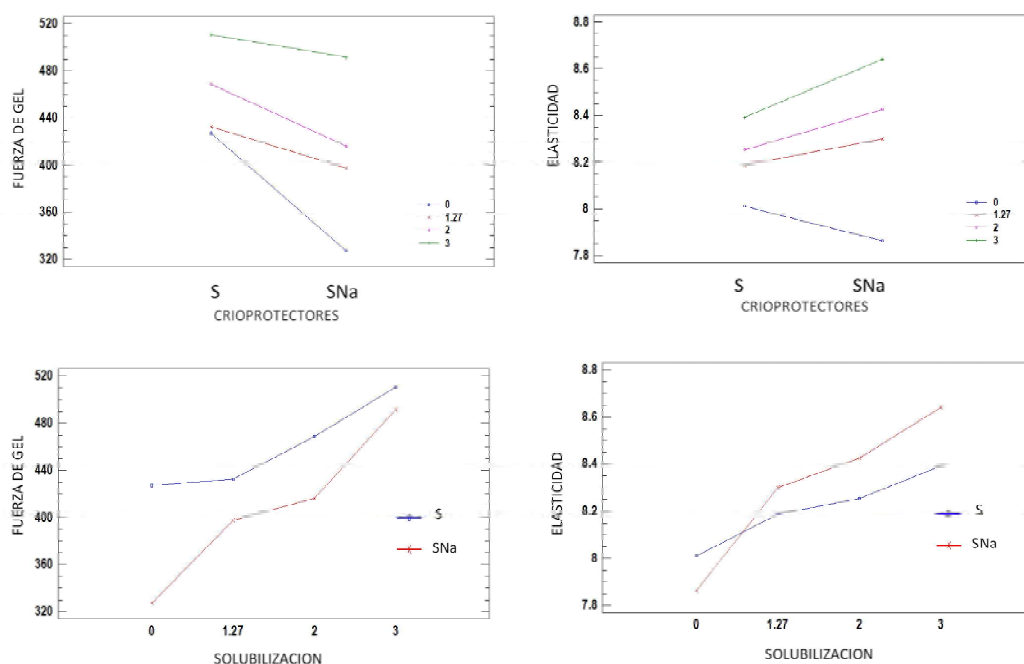 FUERZA DE GEL
520
480
440
400
360
320
0
1.27
2
3
S SNa
CRIOPROTECTORES
ELASTICIDAD
8.8
8.6
8.4
8.2
8
7.8
0
1.27
2
3
S SNa
CRIOPROTECTORES
FUERZA DE GEL
520
480
440
400
360
320
S
SNa
0 1.27 2 3
SOLUBILIZACION
ELASTICIDAD
8.8
8.6
8.4
8.2
8
7.8
S
SNa
0 1.27 2 3
SOLUBILIZACION